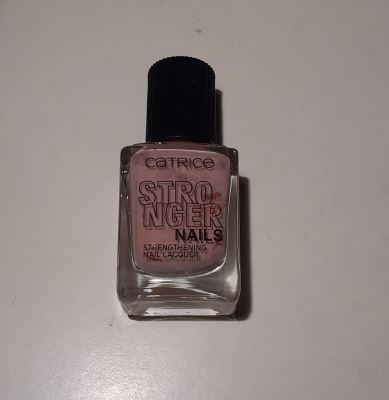 CATRICE
STRO
NGER
NAILS
STRENGTHENING
NAIL LACQUER